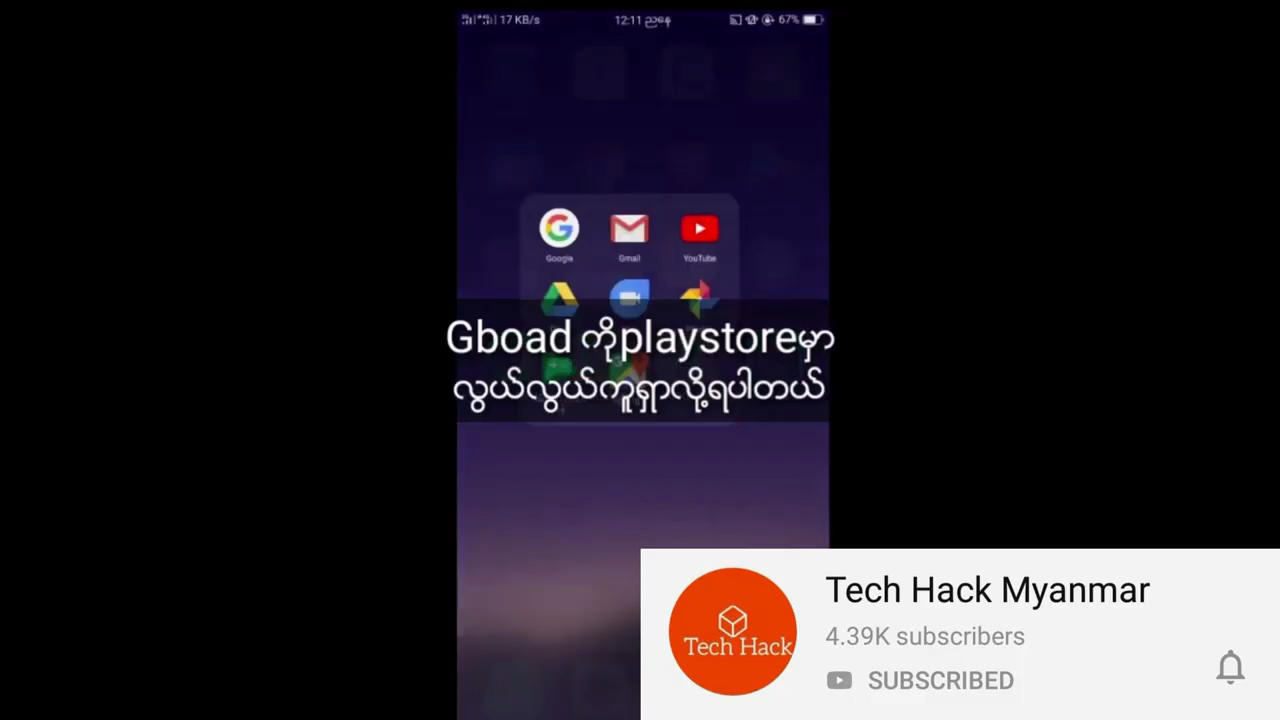 17 KB/s
12:11 ညနေ
67%
Google
Gmail
YouTube
Gboad ကိုplaystoreမှာ
လွယ်လွယ်ကူရှာလို့ရပါတယ်
Tech Hack
Tech Hack Myanmar
4.39K subscribers
SUBSCRIBED